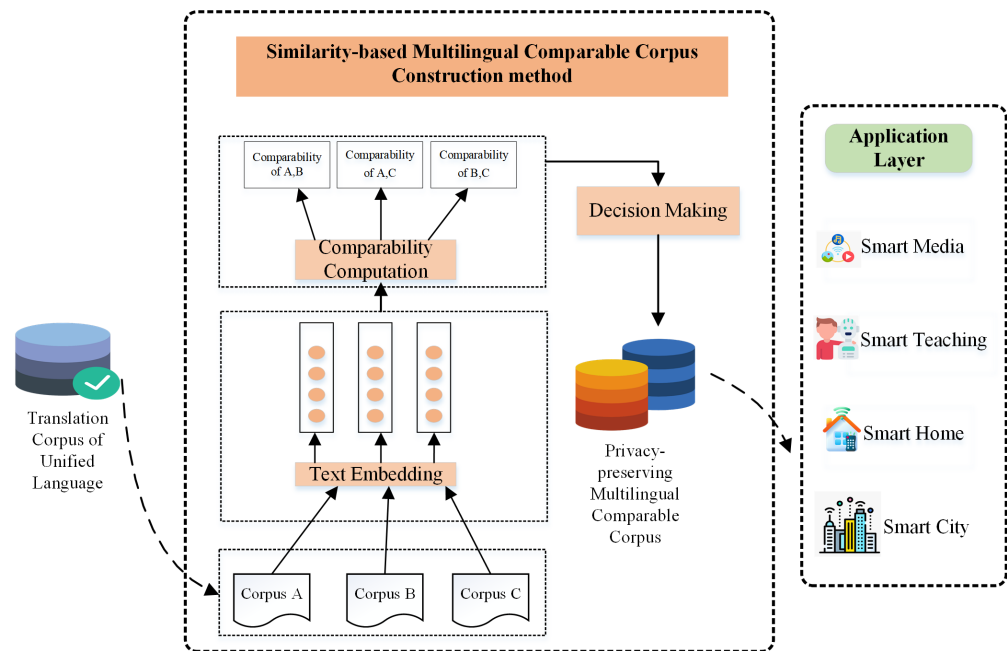 Similarity-based Multilingual Comparable Corpus
Construction method
Comparability
of A,B
Comparability
of A,C
Comparability
of B,C
Comparability
Computation
Decision Making
Text Embedding
Corpus A
Corpus B
Corpus C
Translation
Corpus of
Unified
Language
Privacy-
preserving
Multilingual
Comparable
Corpus
Application
Layer
Smart Media
Smart Teaching
Smart Home
Smart City